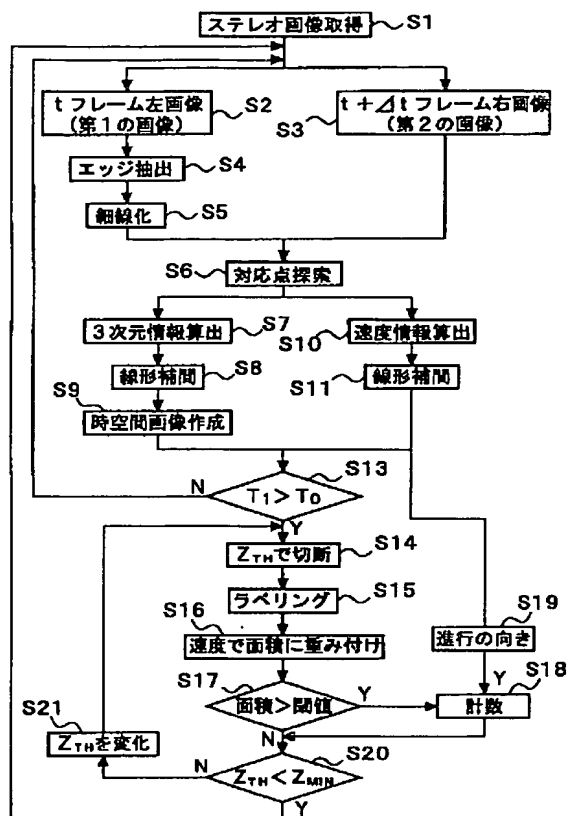 ステレオ画像取得 S1
tフレーム左画像
(第1の画像) S2
t+Δtフレーム右画像
(第2の画像) S3
エッジ抽出 S4
細線化 S5
S6 対応点探索
3次元情報算出 S7
S10 速度情報算出
線形補間 S8
S11 線形補間
S9
時空間画像作成
S13
N T₁>T₀
Y
Z_THで切断 S14
ラベリング S15
S16
速度で面積に重み付け
S19
進行の向き
Y
S17
面積>閾値 Y
N
S18
計数
S21
Z_THを変化
S20
N Z_TH<Z_MIN
Y